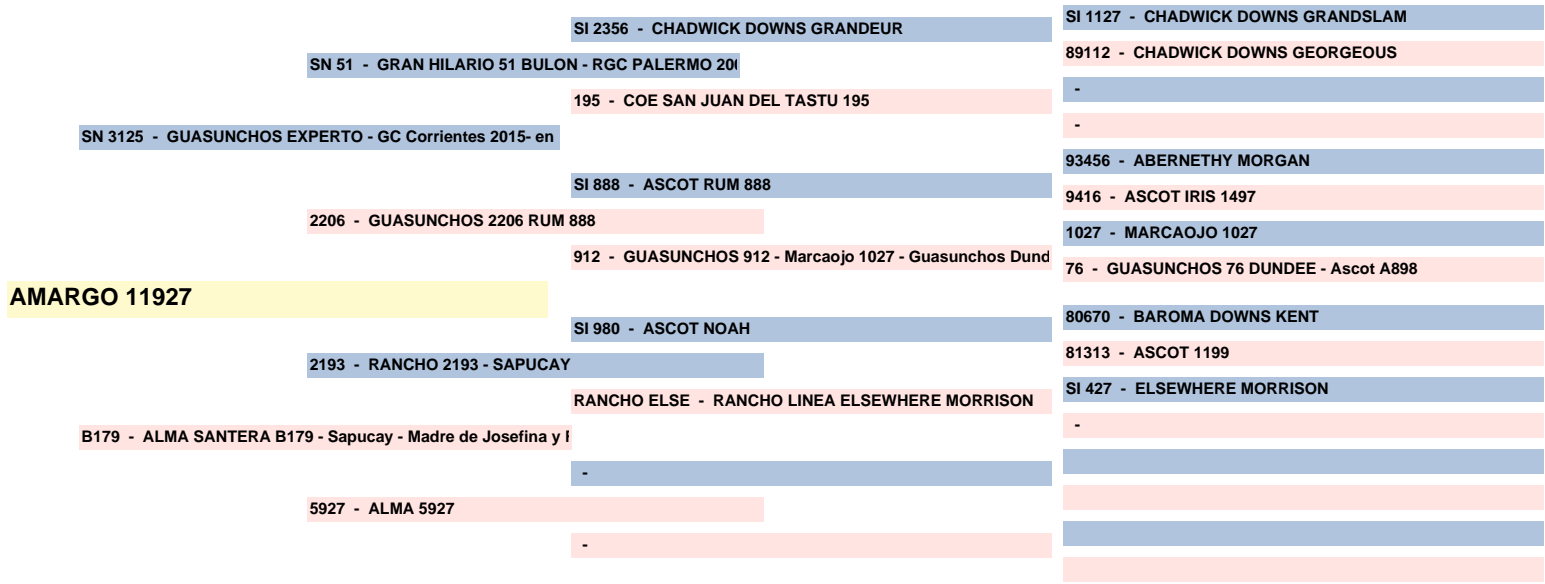 SI 1127 - CHADWICK DOWNS GRANDSLAM
SI 2356 - CHADWICK DOWNS GRANDEUR
89112 - CHADWICK DOWNS GEORGEOUS
SN 51 - GRAN HILARIO 51 BULON - RGC PALERMO 20
-
195 - COE SAN JUAN DEL TASTU 195
-
SN 3125 - GUASUNCHOS EXPERTO - GC Corrientes 2015- en
93456 - ABERNETHY MORGAN
SI 888 - ASCOT RUM 888
9416 - ASCOT IRIS 1497
2206 - GUASUNCHOS 2206 RUM 888
1027 - MARCAOJO 1027
912 - GUASUNCHOS 912 - Marcaojo 1027 - Guasunchos Dund
76 - GUASUNCHOS 76 DUNDEE - Ascot A898
AMARGO 11927
80670 - BAROMA DOWNS KENT
SI 980 - ASCOT NOAH
81313 - ASCOT 1199
2193 - RANCHO 2193 - SAPUCAY
SI 427 - ELSEWHERE MORRISON
RANCHO ELSE - RANCHO LINEA ELSEWHERE MORRISON
-
B179 - ALMA SANTERA B179 - Sapucay - Madre de Josefina y
-
5927 - ALMA 5927
-